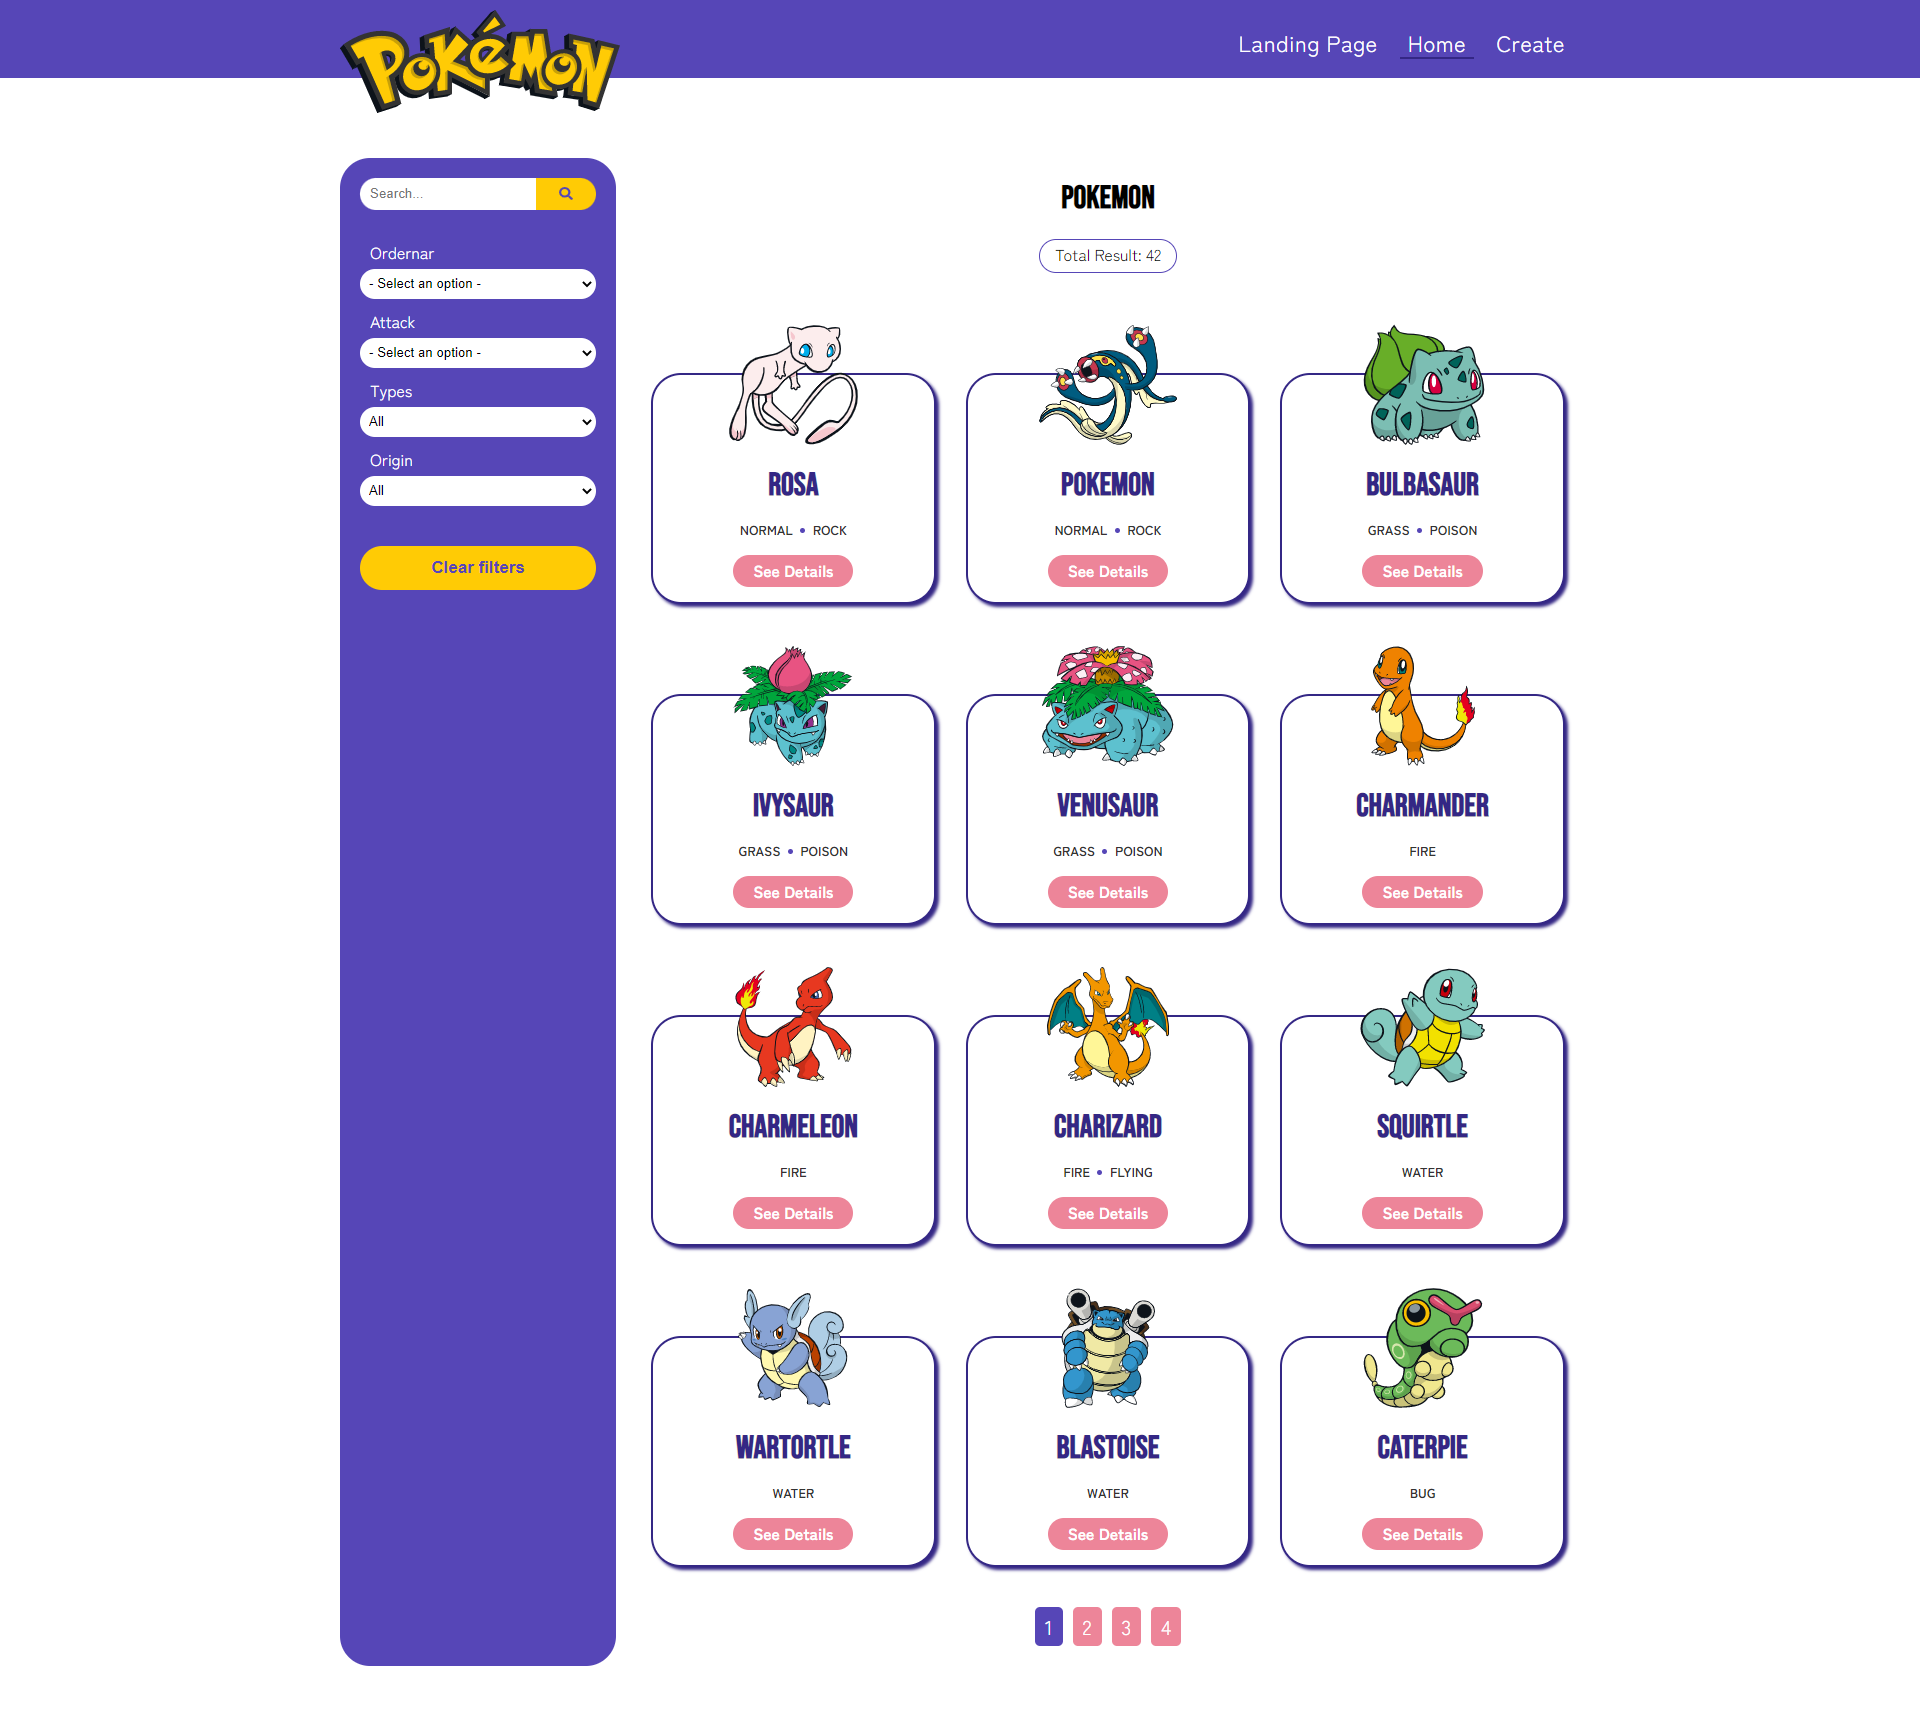 Pokémon
Landing Page Home Create
Search...
Ordernar
- Select an option -
Attack
- Select an option -
Types
All
Origin
All
Clear filters
POKEMON
Total Result: 42
ROSA
NORMAL • ROCK
See Details
POKEMON
NORMAL • ROCK
See Details
BULBASAUR
GRASS • POISON
See Details
IVYSAUR
GRASS • POISON
See Details
VENUSAUR
GRASS • POISON
See Details
CHARMANDER
FIRE
See Details
CHARMELEON
FIRE
See Details
CHARIZARD
FIRE • FLYING
See Details
SQUIRTLE
WATER
See Details
WARTORTLE
WATER
See Details
BLASTOISE
WATER
See Details
CATERPIE
BUG
See Details
1 2 3 4